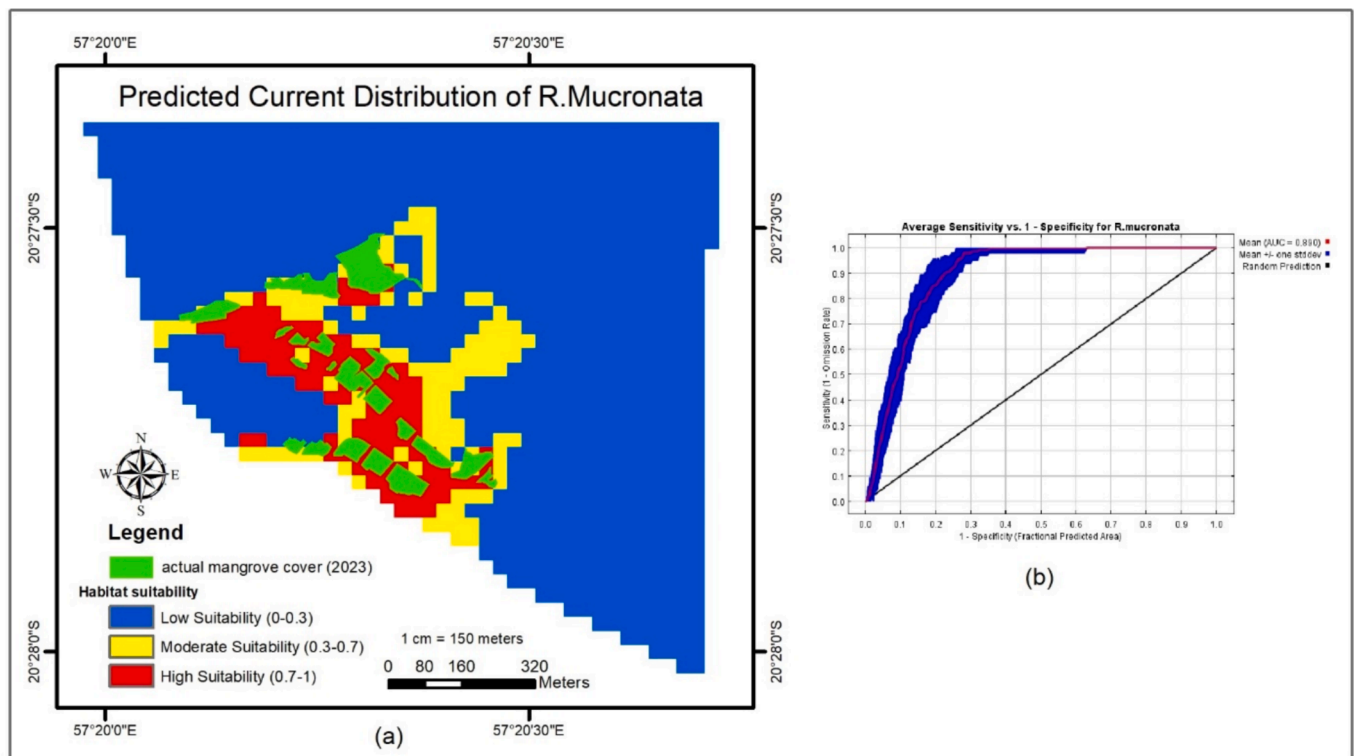 57°20'0"E
57°20'30"E
Predicted Current Distribution of R.Mucronata
20°27'30"S
20°27'30"S
N
W
E
S
Legend
actual mangrove cover (2023)
Habitat suitability
Low Suitability (0-0.3)
Moderate Suitability (0.3-0.7)
High Suitability (0.7-1)
1 cm = 150 meters
0 80 160 320
Meters
20°28'0"S
20°28'0"S
57°20'0"E
57°20'30"E
(a)
Average Sensitivity vs. 1 - Specificity for R.mucronata
Mean (AUC = 0.890)
Mean +/- one stddev
Random Prediction
Sensitivity (1 - Omission Rate)
1.0
0.9
0.8
0.7
0.6
0.5
0.4
0.3
0.2
0.1
0.0
0.0 0.1 0.2 0.3 0.4 0.5 0.6 0.7 0.8 0.9 1.0
1 - Specificity (Fractional Predicted Area)
(b)